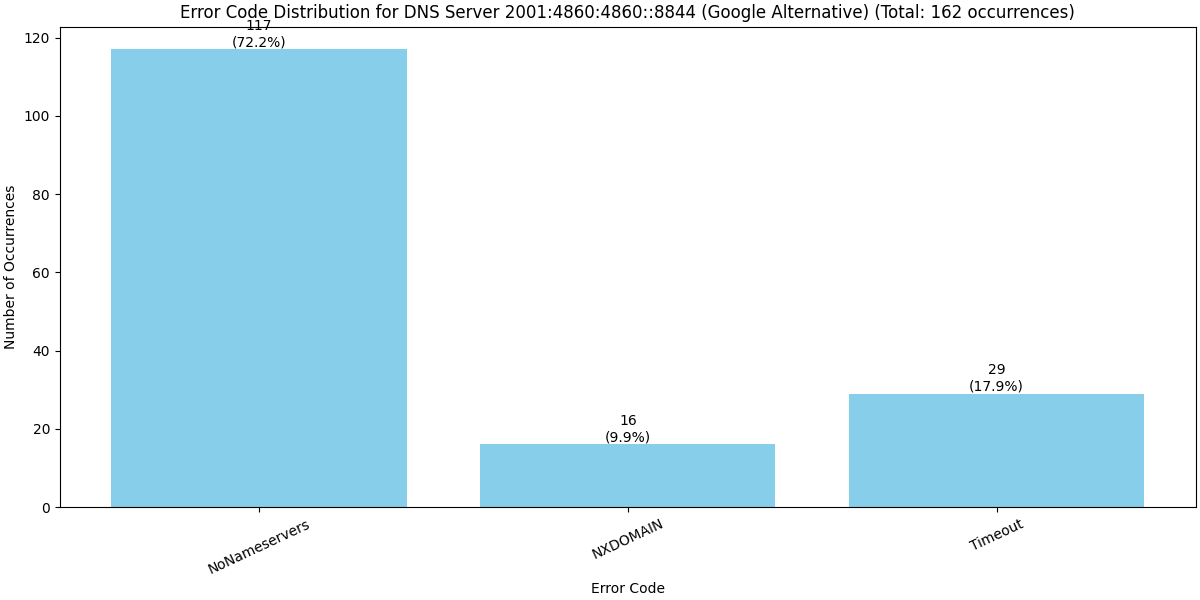 Error Code Distribution for DNS Server 2001:4860:4860::8844 (Google Alternative) (Total: 162 occurrences)
117
(72.2%)
16
(9.9%)
29
(17.9%)
120
100
80
60
40
20
0
Number of Occurrences
NoNameservers
NXDOMAIN
Timeout
Error Code